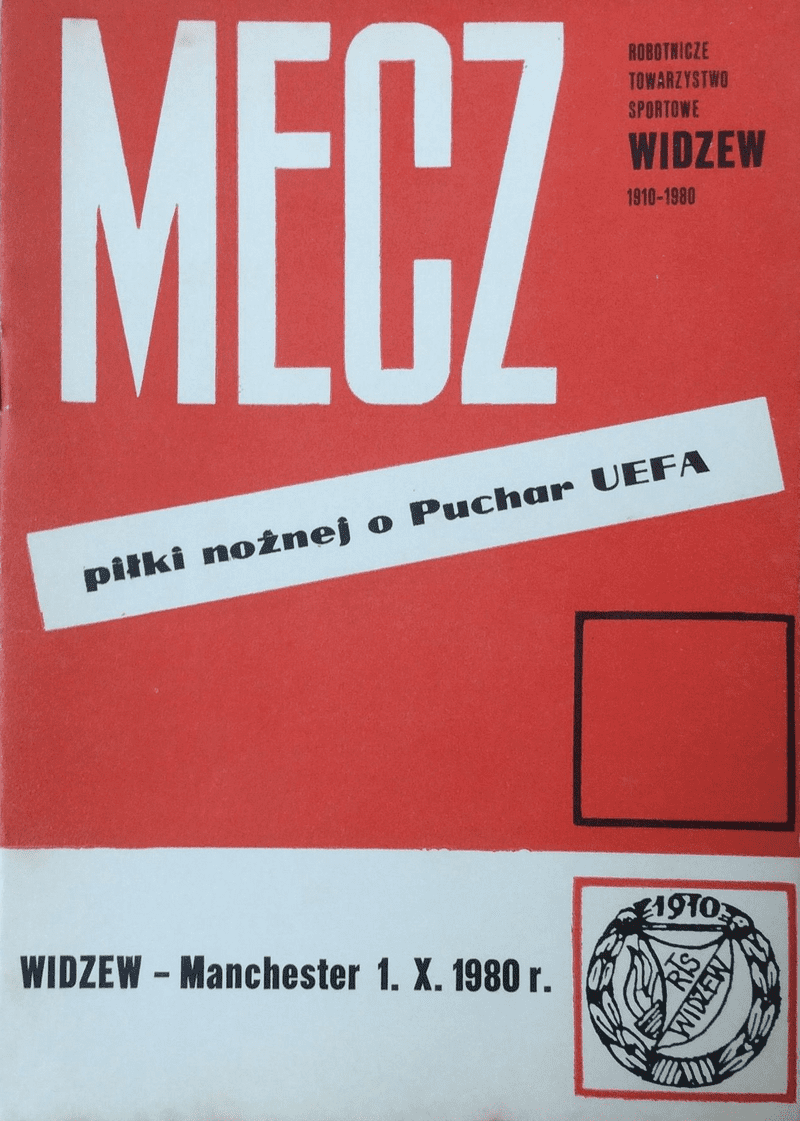 MECZ
ROBOTNICZE
TOWARZYSTWO
SPORTOWE
WIDZEW
1910-1980
piłki nożnej o Puchar UEFA
WIDZEW – Manchester 1. X. 1980 r.
1910
RTS
WIDZEW